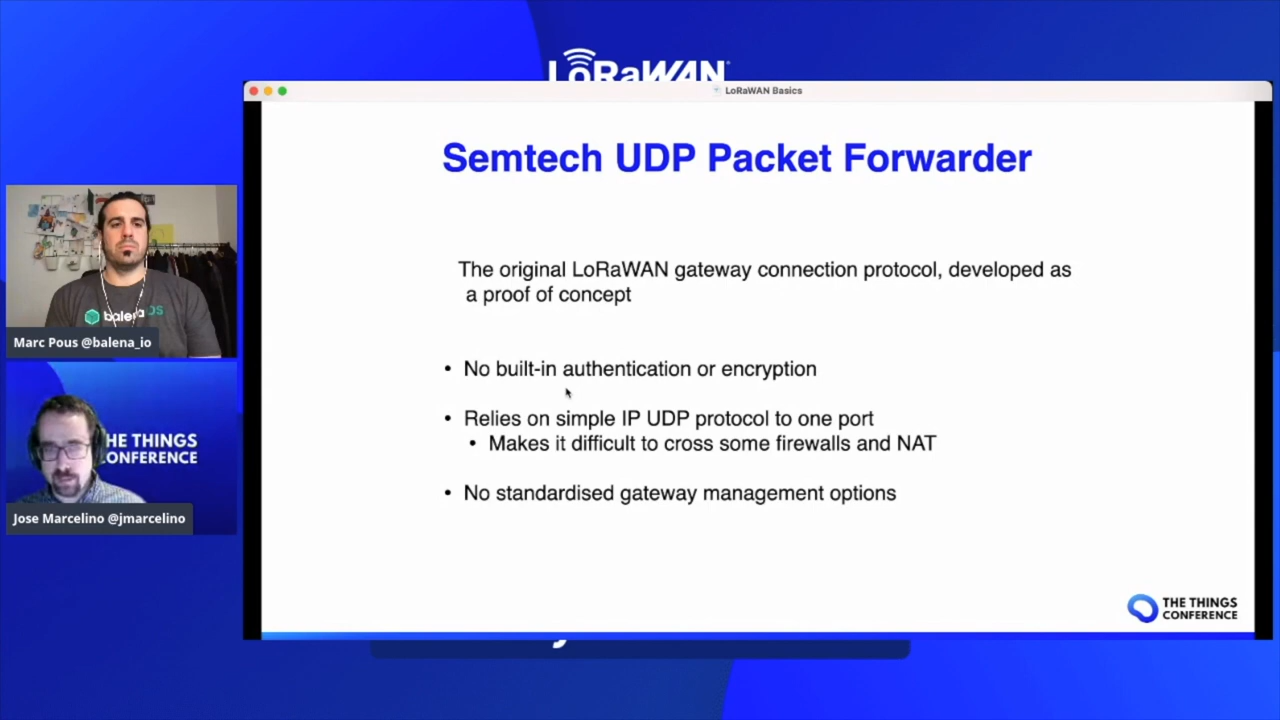 LoRaWAN
LoRaWAN Basics
Semtech UDP Packet Forwarder
The original LoRaWAN gateway connection protocol, developed as
a proof of concept
• No built-in authentication or encryption
• Relies on simple IP UDP protocol to one port
• Makes it difficult to cross some firewalls and NAT
• No standardised gateway management options
THE THINGS
CONFERENCE
balenaOS
Marc Pous @balena_io
THE THINGS
CONFERENCE
Jose Marcelino @jmarcelino